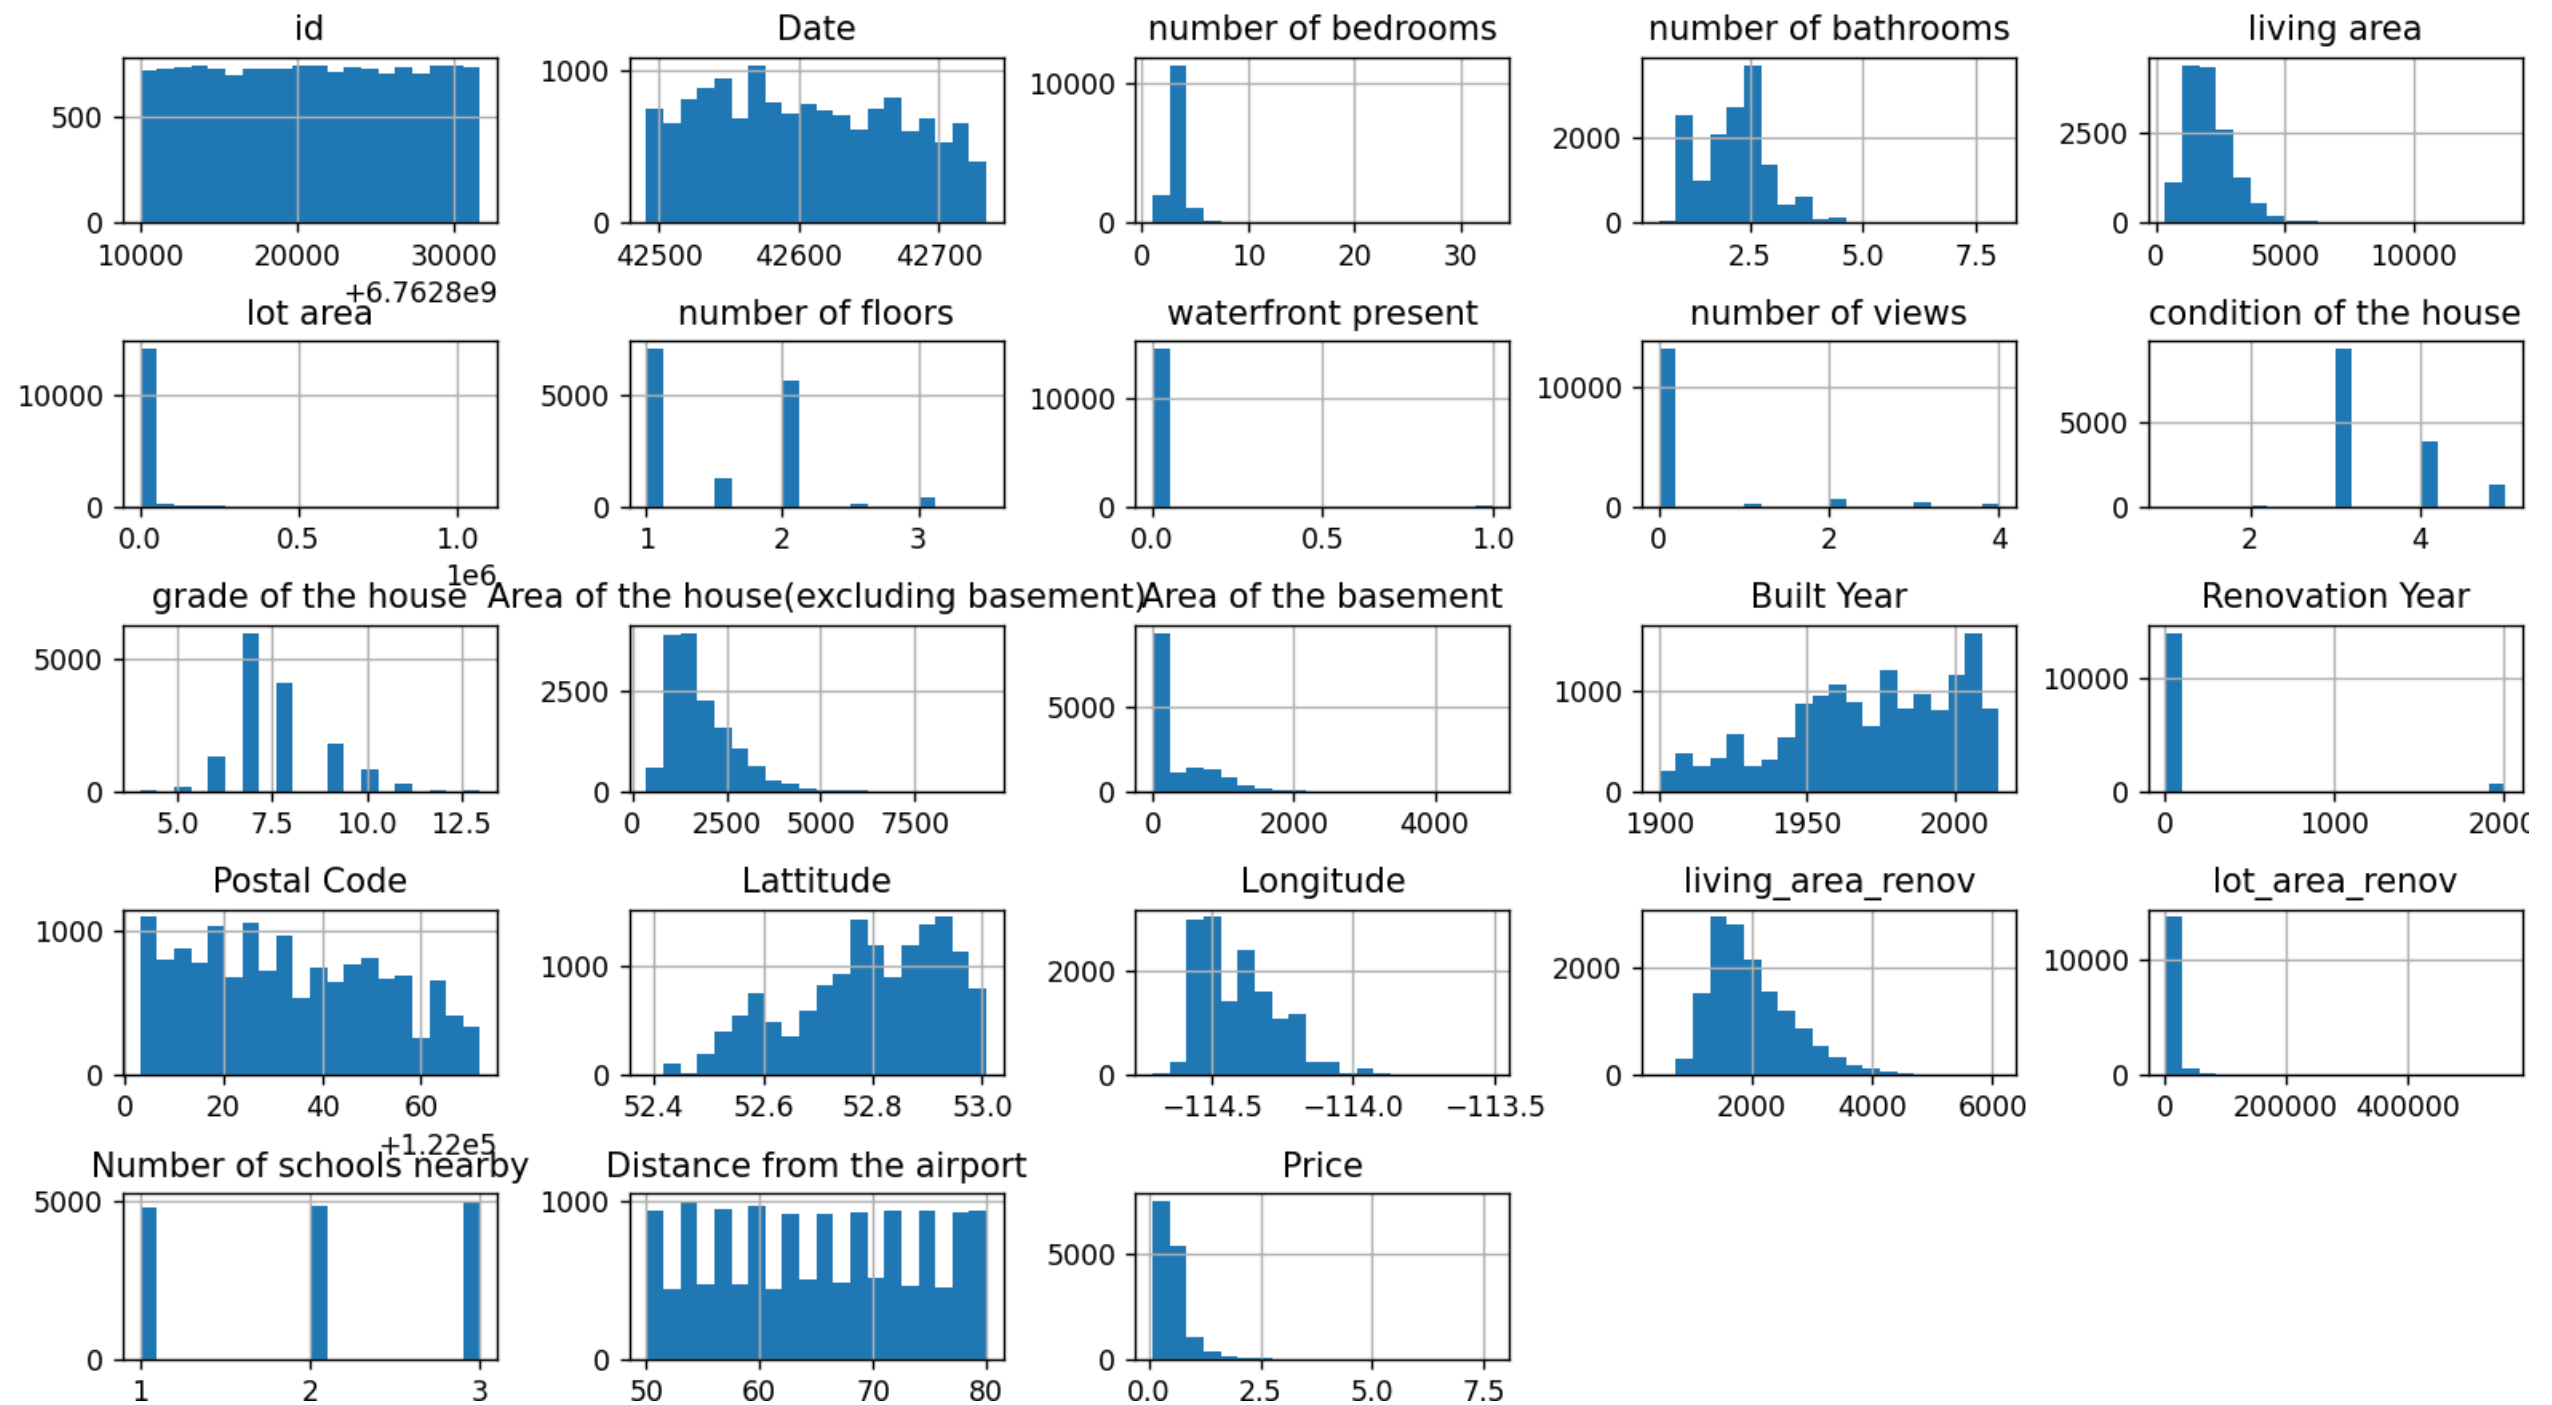 id Date number of bedrooms number of bathrooms living area
500
0
10000 20000 30000
+6.7628e9
1000
0
42500 42600 42700
10000
0
0 10 20 30
2000
0
2.5 5.0 7.5
2500
0
0 5000 10000
lot area number of floors waterfront present number of views condition of the house
10000
0
0.0 0.5 1.0
1e6
5000
0
1 2 3
10000
0
0.0 0.5 1.0
10000
0
0 2 4
5000
0
2 4
grade of the house Area of the house(excluding basement) Area of the basement Built Year Renovation Year
5000
0
5.0 7.5 10.0 12.5
2500
0
0 2500 5000 7500
5000
0
0 2000 4000
1000
0
1900 1950 2000
10000
0
0 1000 2000
Postal Code Lattitude Longitude living_area_renov lot_area_renov
1000
0
0 20 40 60
+1.22e5
1000
0
52.4 52.6 52.8 53.0
2000
0
−114.5 −114.0 −113.5
2000
0
2000 4000 6000
10000
0
0 200000 400000
Number of schools nearby Distance from the airport Price
5000
0
1 2 3
1000
0
50 60 70 80
5000
0
0.0 2.5 5.0 7.5